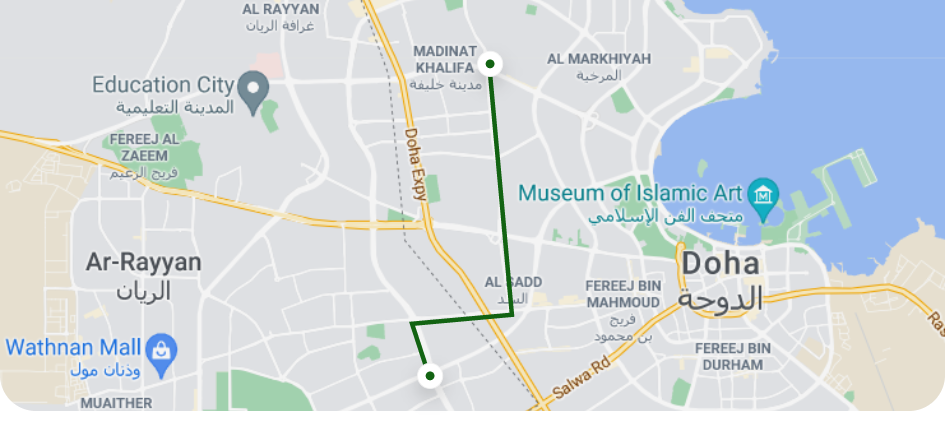 AL RAYYAN
غرافة الريان
MADINAT
KHALIFA
مدينة خليفة
AL MARKHIYAH
المرخية
Education City
المدينة التعليمية
FEREEJ AL
ZAEEM
فريج الزعيم
Doha Expy
Museum of Islamic Art
متحف الفن الإسلامي
Ar-Rayyan
الريان
Doha
الدوحة
AL SADD
السد
FEREEJ BIN
MAHMOUD
فريج
بن محمود
Wathnan Mall
وذنان مول
Salwa Rd
FEREEJ BIN
DURHAM
MUAITHER
Ras